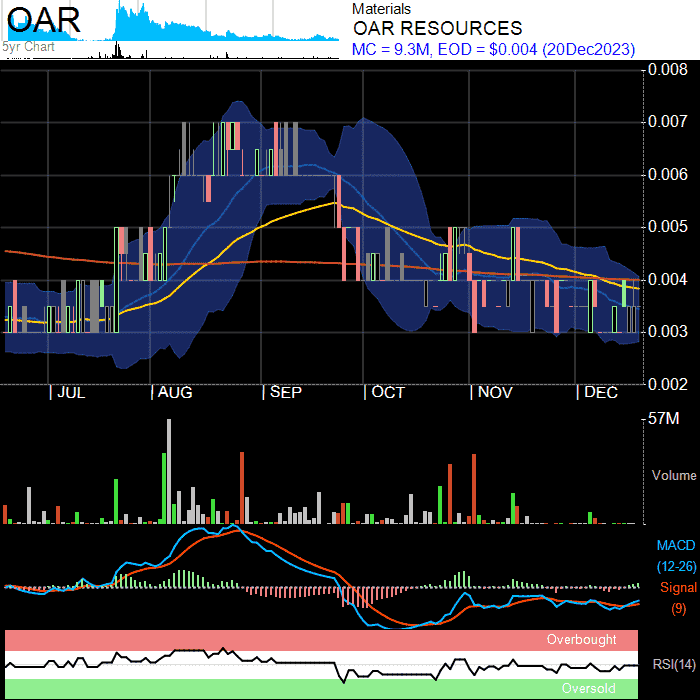 OAR
5yr Chart
Materials
OAR RESOURCES
MC = 9.3M, EOD = $0.004 (20Dec2023)
0.008
0.007
0.006
0.005
0.004
0.003
0.002
JUL
AUG
SEP
OCT
NOV
DEC
57M
Volume
MACD
(12-26)
Signal
(9)
Overbought
RSI(14)
Oversold